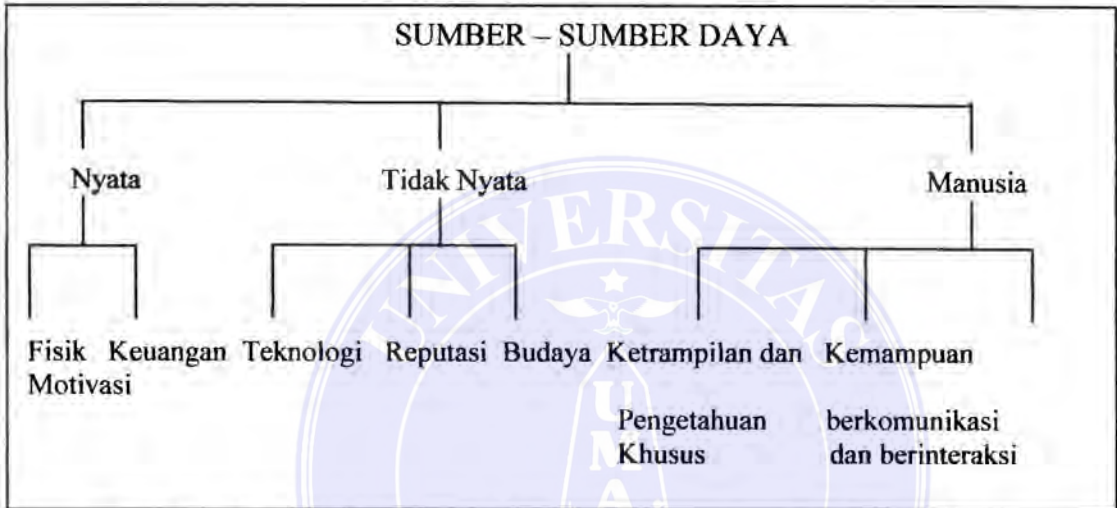 SUMBER – SUMBER DAYA
Nyata Tidak Nyata Manusia
Fisik Keuangan Teknologi Reputasi Budaya Ketrampilan dan Kemampuan
Motivasi
Pengetahuan berkomunikasi
Khusus dan berinteraksi
UNIVERSITAS
U
M
A